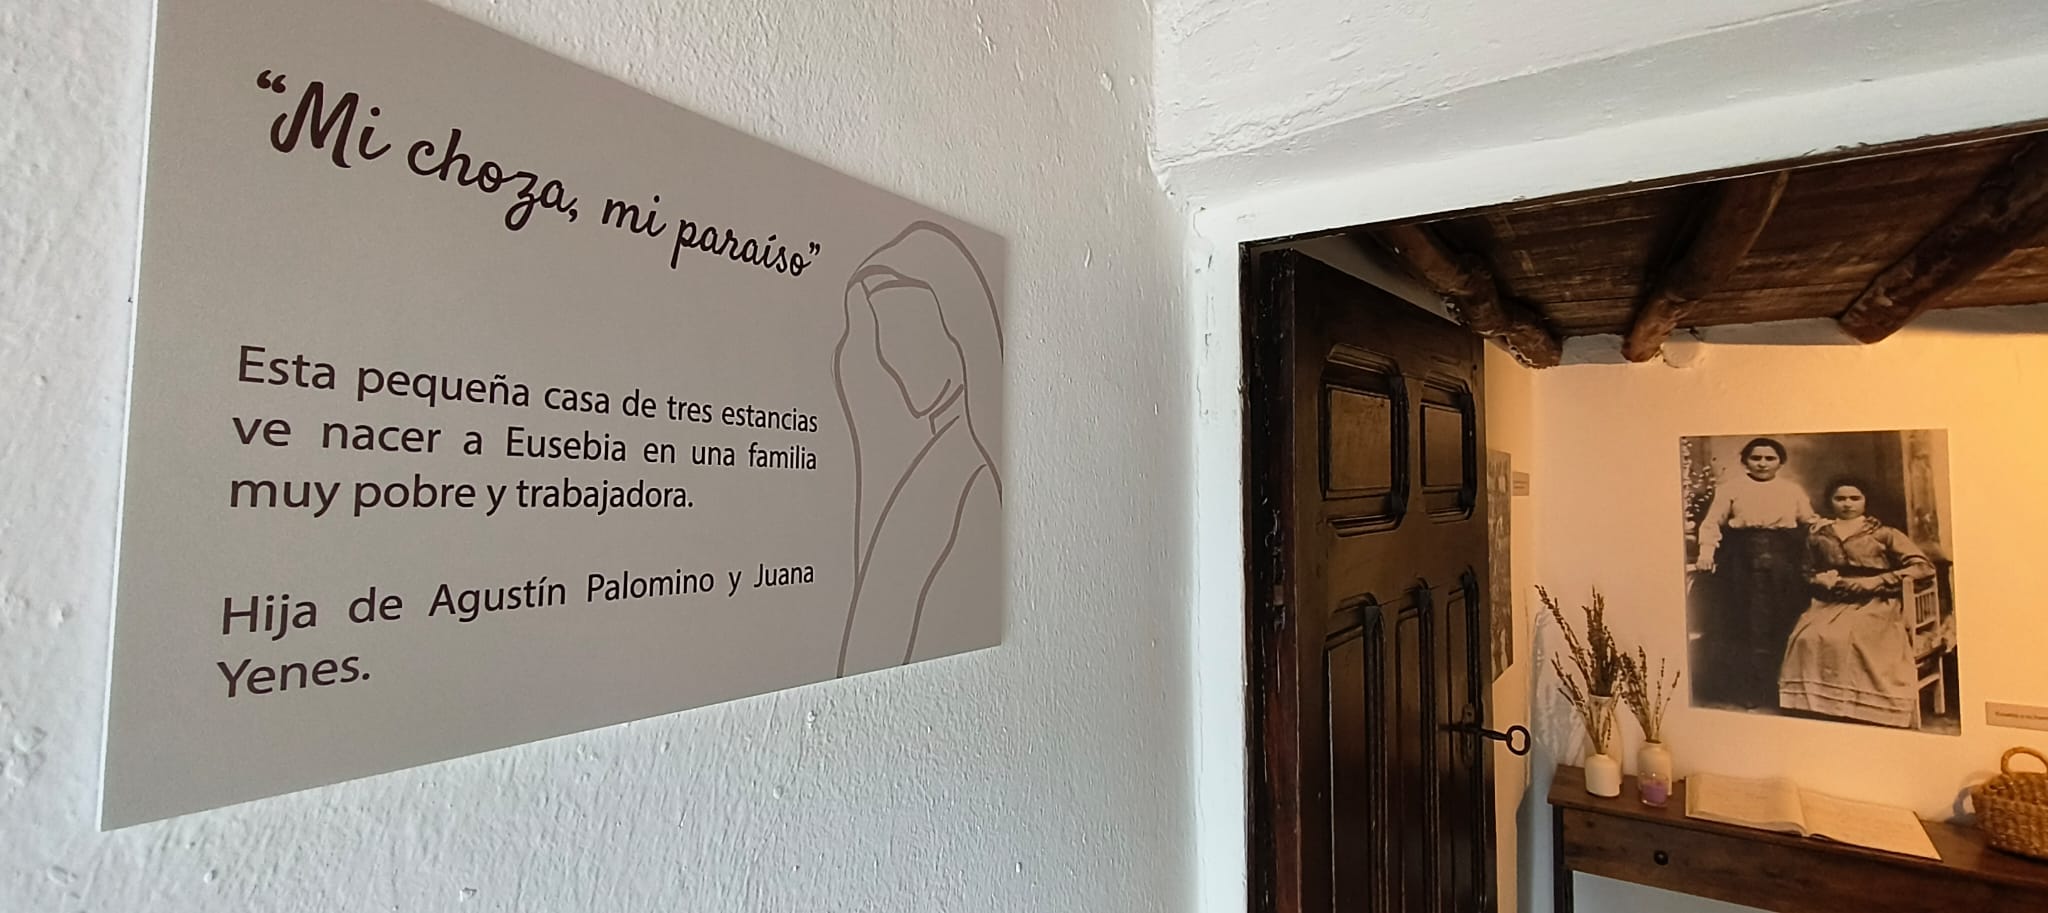 “Mi choza, mi paraíso”
Esta pequeña casa de tres estancias
ve nacer a Eusebia en una familia
muy pobre y trabajadora.
Hija de Agustín Palomino y Juana
Yenes.